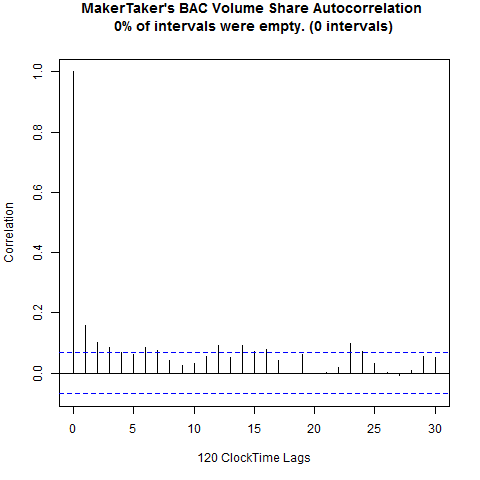 MakerTaker's BAC Volume Share Autocorrelation
0% of intervals were empty. (0 intervals)
Correlation
1.0
0.8
0.6
0.4
0.2
0.0
0 5 10 15 20 25 30
120 ClockTime Lags